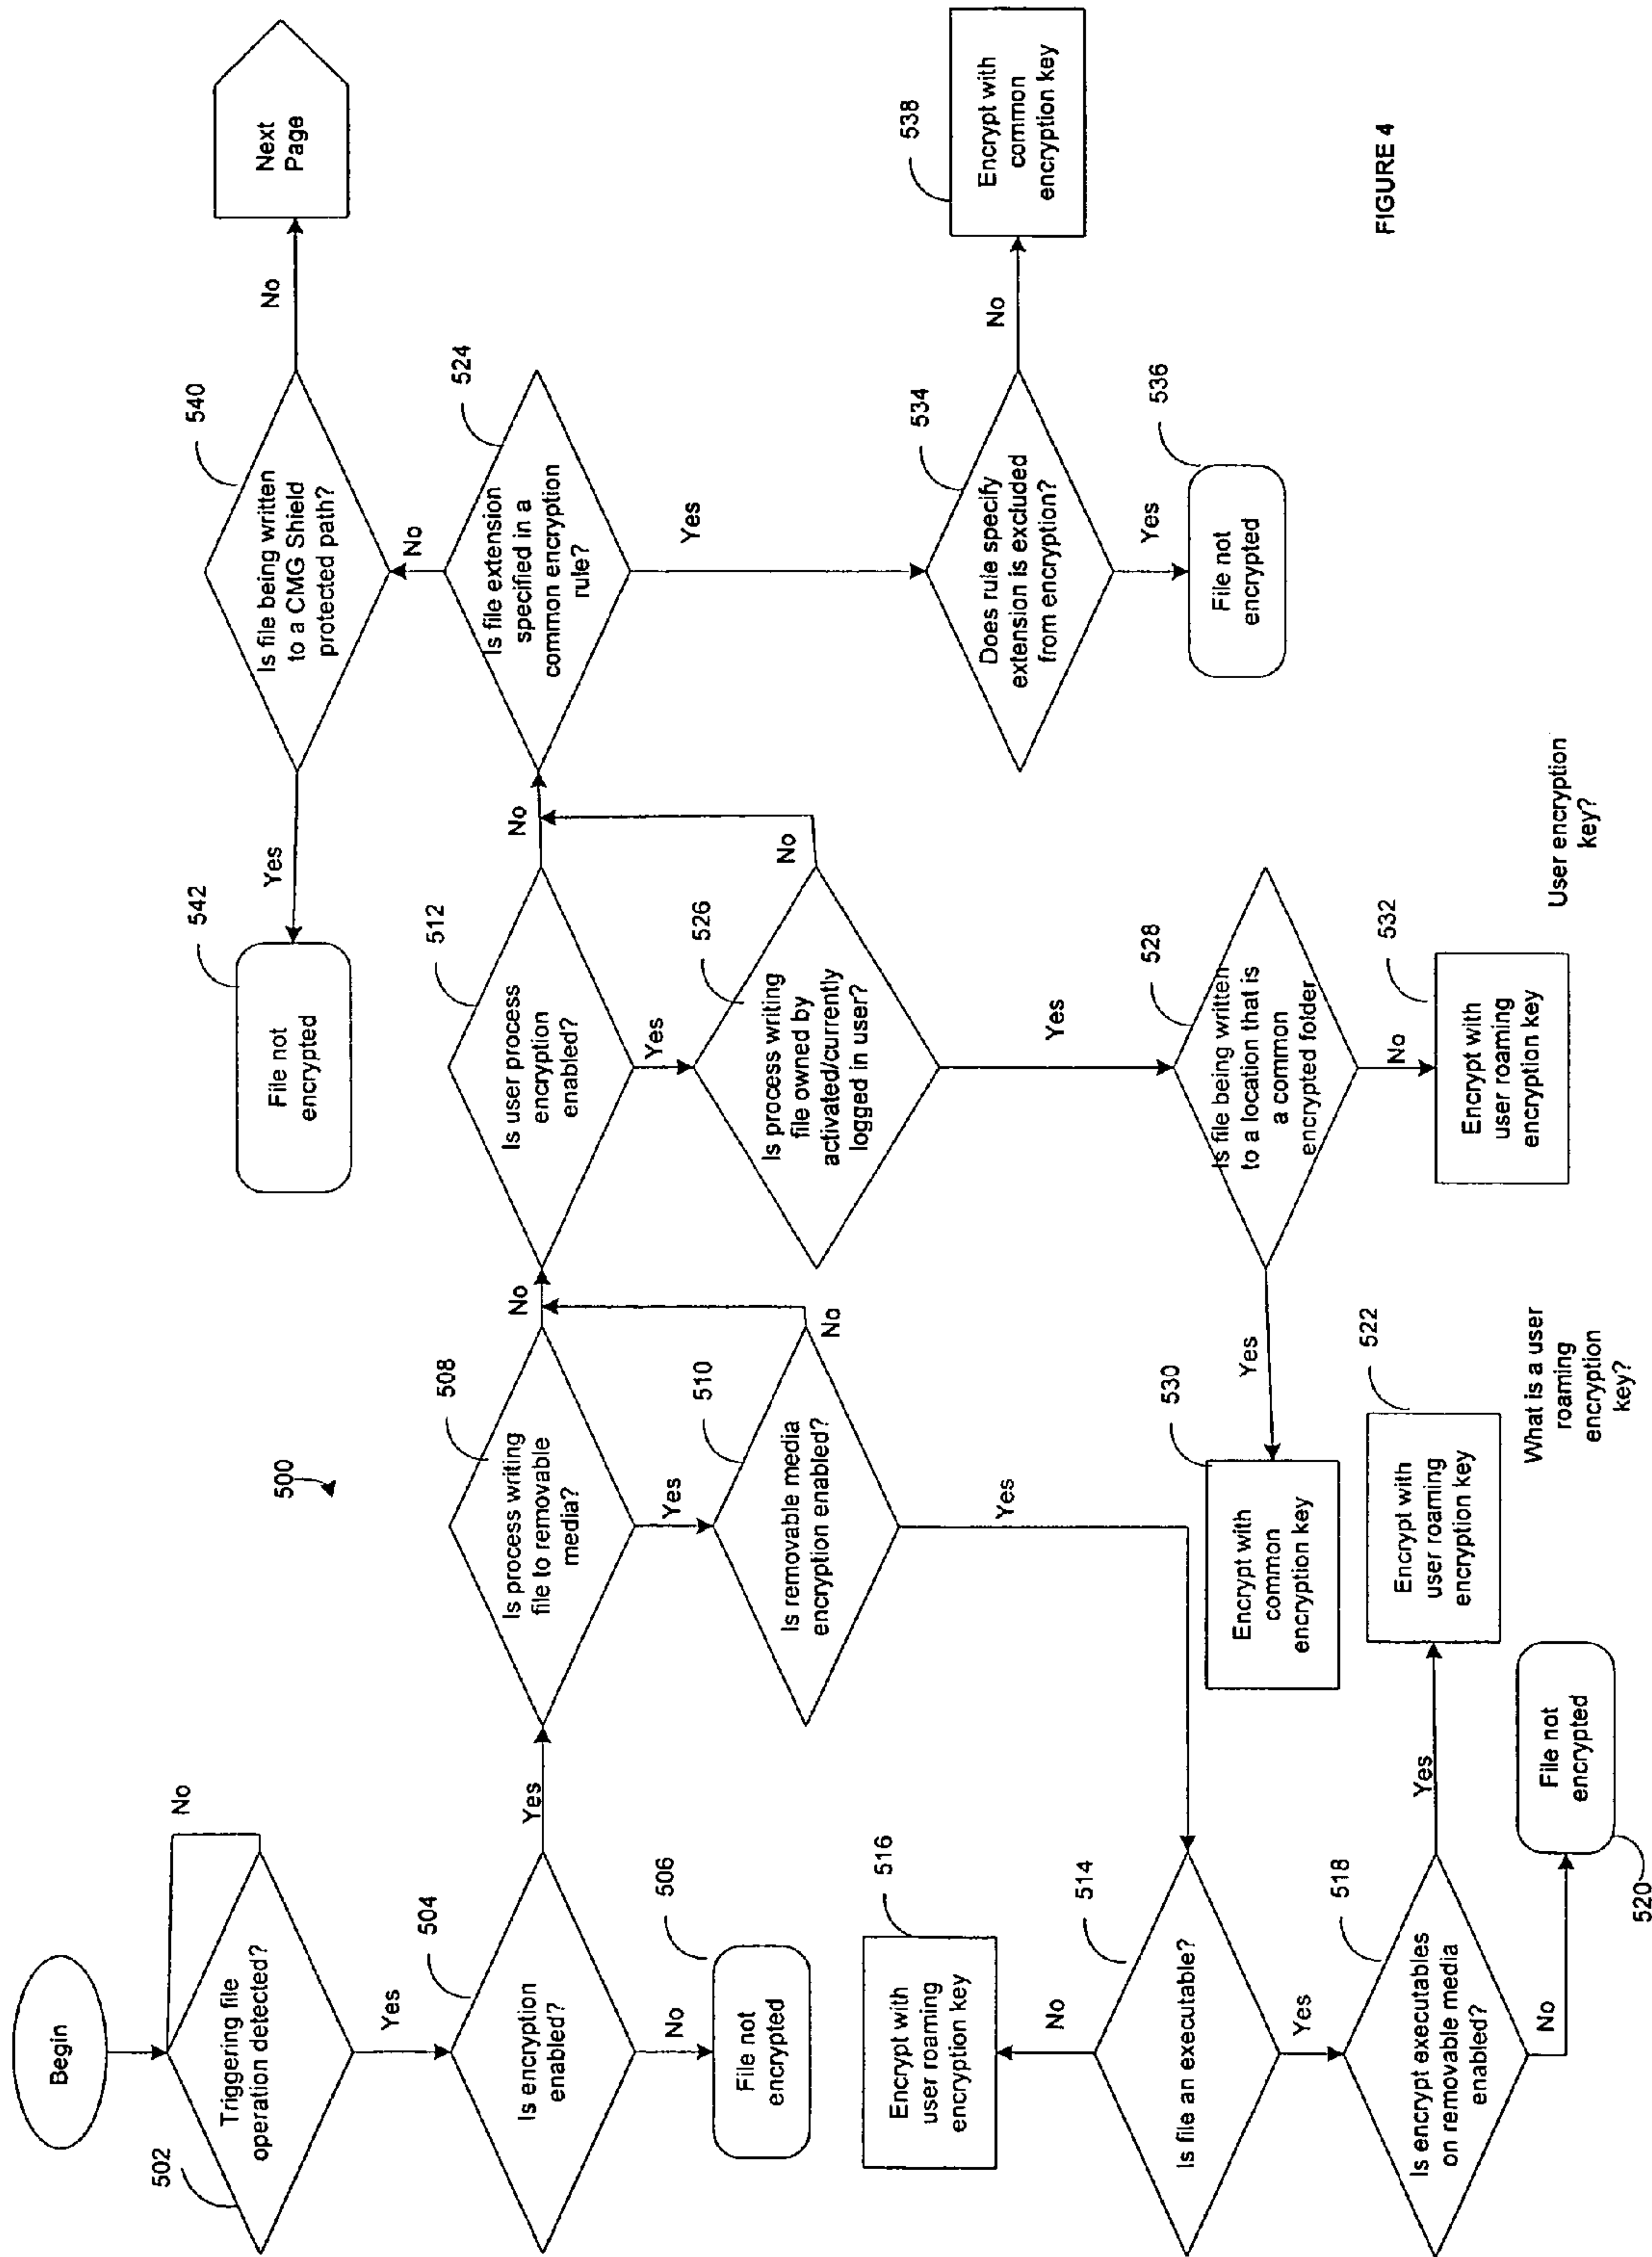 Begin
502
Triggering file
operation detected?
No
Yes
504
Is encryption
enabled?
Yes
No
506
File not
encrypted
500
508
Is process writing
file to removable
media?
No
Yes
510
Is removable media
encryption enabled?
No
Yes
512
Is user process
encryption
enabled?
No
Yes
526
Is process writing
file owned by
activated/currently
logged in user?
No
Yes
524
Is file extension
specified in a
common encryption
rule?
No
Yes
540
Is file being written
to a CMG Shield
protected path?
Yes
No
542
File not
encrypted
Next
Page
534
Does rule specify
extension is excluded
from encryption?
No
Yes
538
Encrypt with
common
encryption key
536
File not
encrypted
528
Is file being written
to a location that is
a common
encrypted folder
Yes
No
530
Encrypt with
common
encryption key
532
Encrypt with
user roaming
encryption key
User encryption
key?
514
Is file an executable?
No
Yes
516
Encrypt with
user roaming
encryption key
518
Is encrypt executables
on removable media
enabled?
Yes
No
522
Encrypt with
user roaming
encryption key
What is a user
roaming
encryption
key?
520
File not
encrypted
FIGURE 4